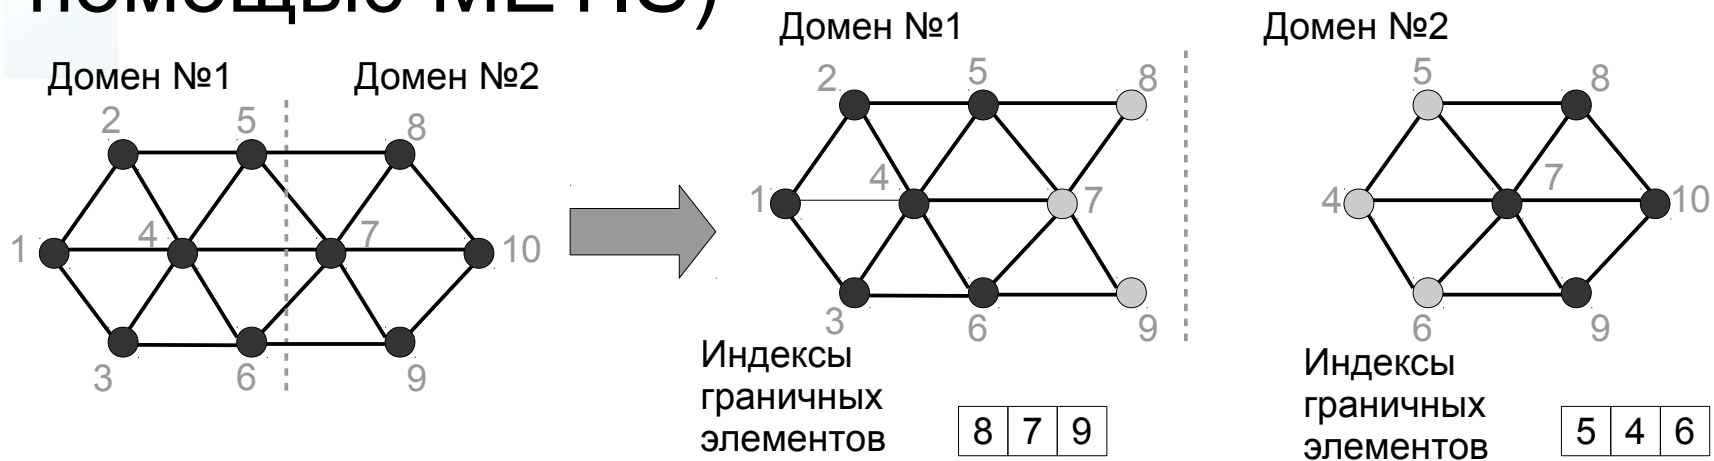 помощью METIS)
Домен №1 Домен №2
2 5 8
1 4 7 10
3 6 9
Домен №1
2 5 8
1 4 7
3 6 9
Индексы
граничных
элементов
8 7 9
Домен №2
5 8
4 7 10
6 9
Индексы
граничных
элементов
5 4 6